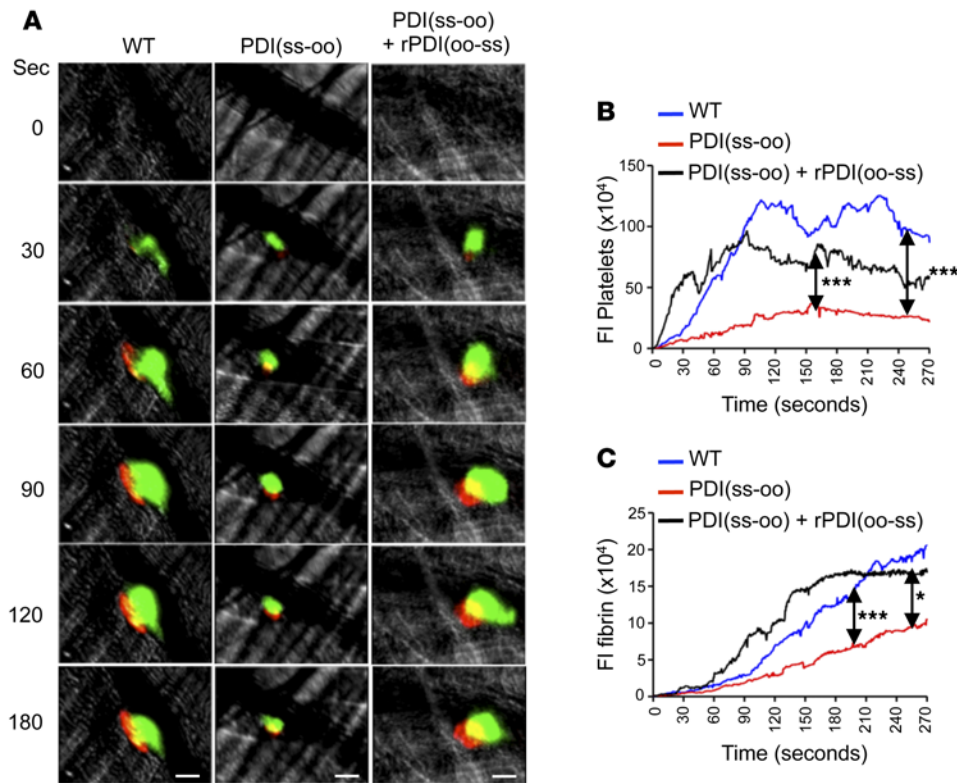 A
WT
PDI(ss-oo)
PDI(ss-oo)
+ rPDI(oo-ss)
Sec
0
30
60
90
120
180
B
WT
PDI(ss-oo)
PDI(ss-oo) + rPDI(oo-ss)
150
100
50
0
FI Platelets (x10⁴)
***
***
0 30 60 90 120 150 180 210 240 270
Time (seconds)
C
WT
PDI(ss-oo)
PDI(ss-oo) + rPDI(oo-ss)
25
20
15
10
5
0
FI fibrin (x10⁴)
***
*
0 30 60 90 120 150 180 210 240 270
Time (seconds)